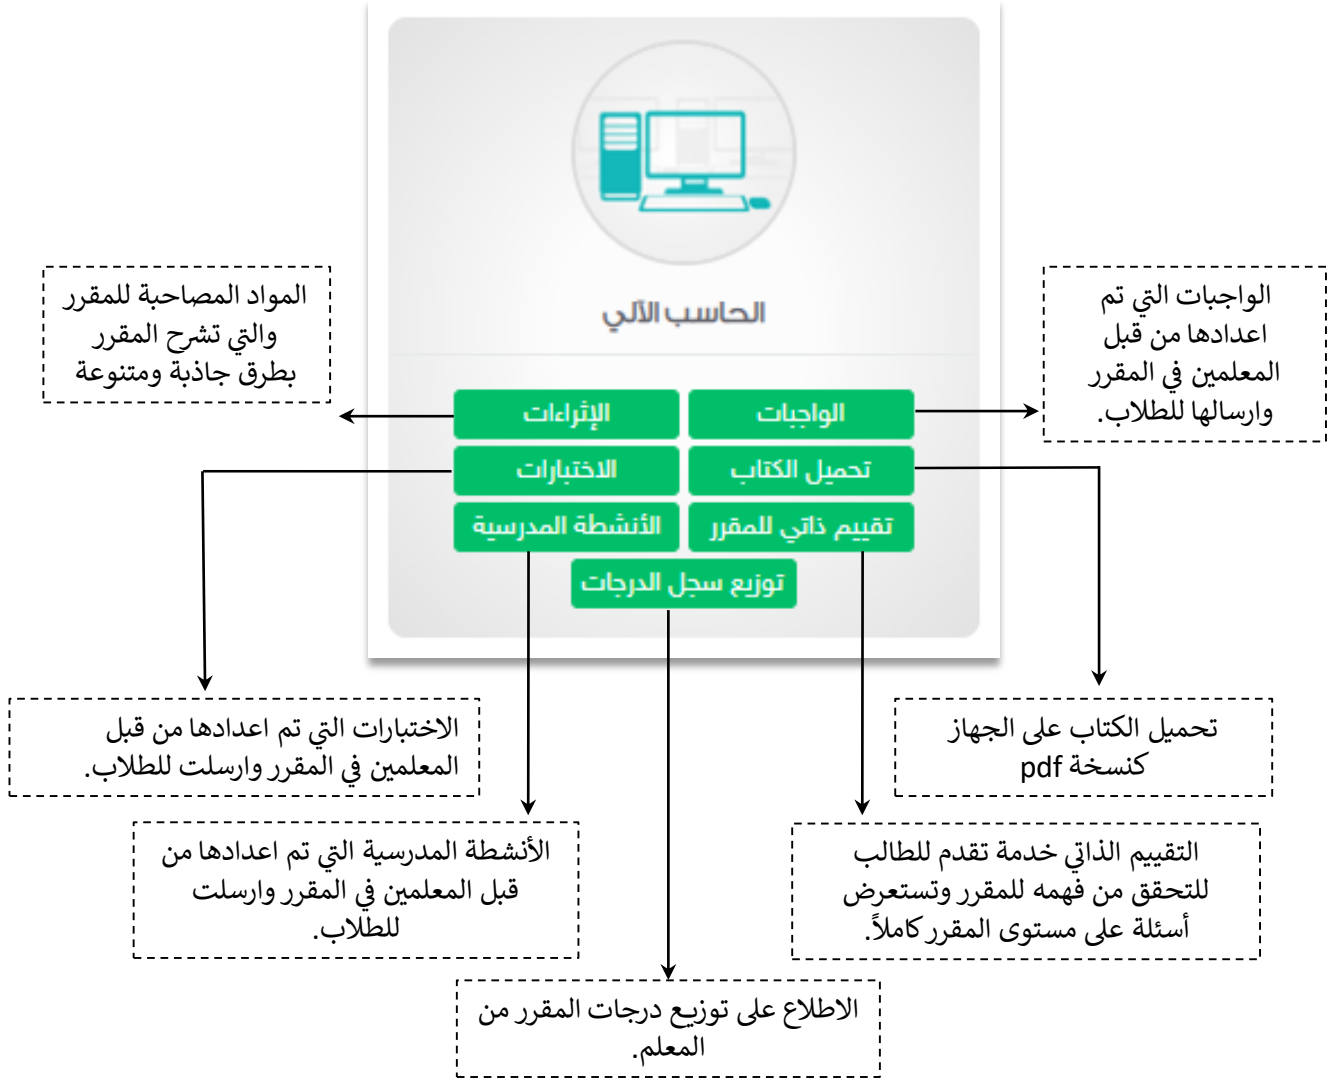 الحاسب الآلي
الواجبات
الإثراءات
تحميل الكتاب
الاختبارات
تقييم ذاتي للمقرر
الأنشطة المدرسية
توزيع سجل الدرجات
الواجبات التي تم
اعدادها من قبل
المعلمين في المقرر
وارسالها للطلاب.
المواد المصاحبة للمقرر
والتي تشرح المقرر
بطرق جاذبة ومتنوعة
تحميل الكتاب على الجهاز
كنسخة pdf
الاختبارات التي تم اعدادها من قبل
المعلمين في المقرر وارسلت للطلاب.
التقييم الذاتي خدمة تقدم للطالب
للتحقق من فهمه للمقرر وتستعرض
أسئلة على مستوى المقرر كاملاً.
الأنشطة المدرسية التي تم اعدادها من
قبل المعلمين في المقرر وارسلت
للطلاب.
الاطلاع على توزيع درجات المقرر من
المعلم.